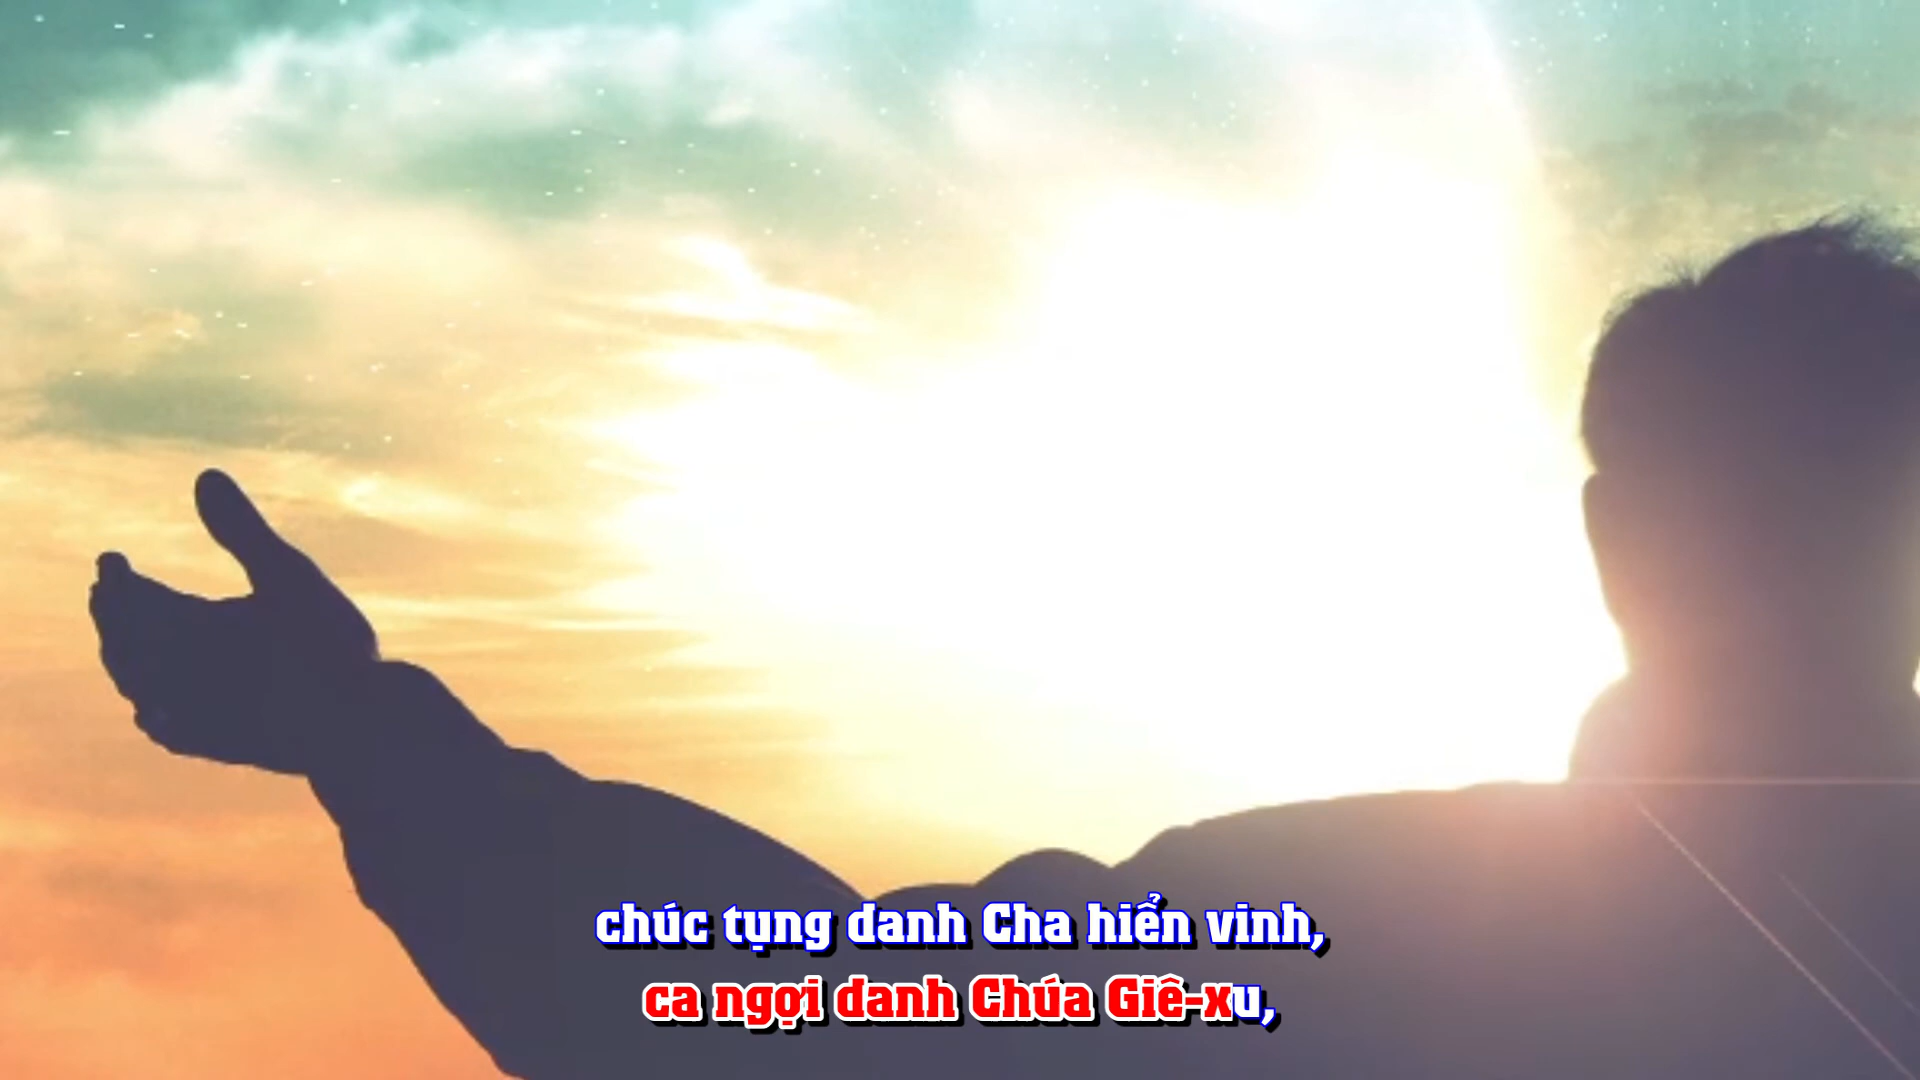 chúc tụng danh Cha hiển vinh,
ca ngợi danh Chúa Giê-xu,